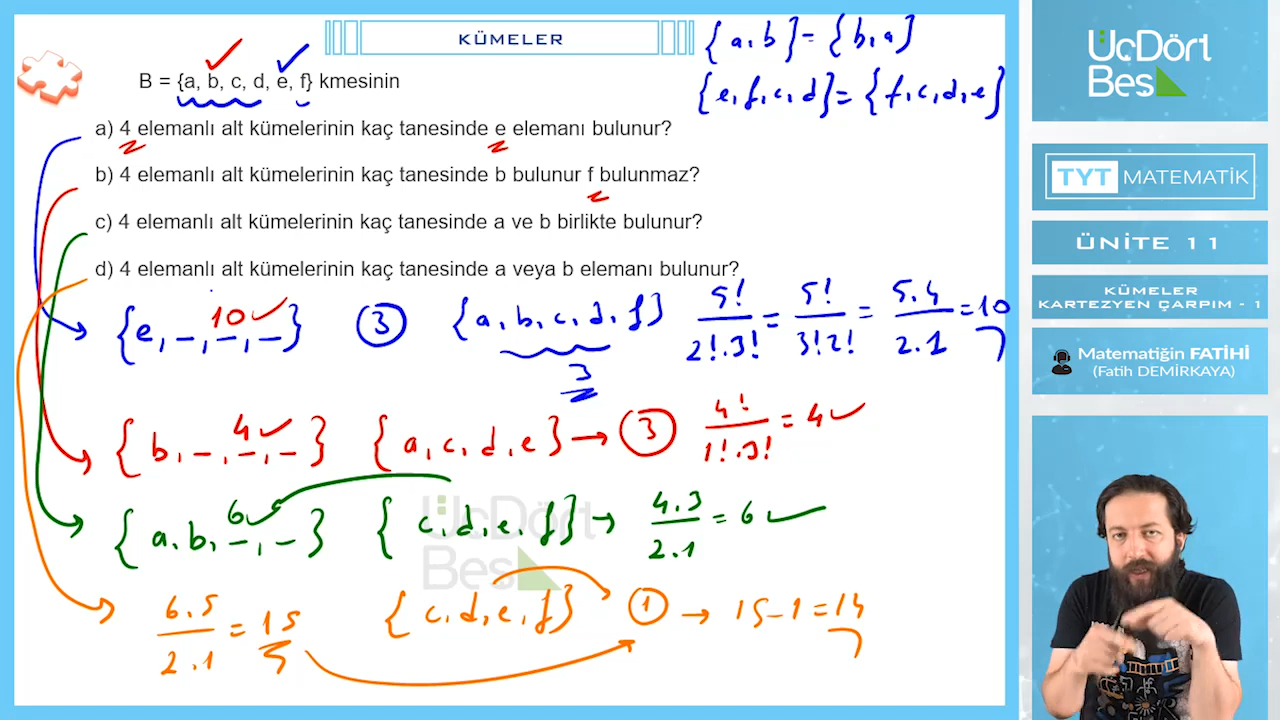 KÜMELER
{a, b} = {b, a}
{e, f, c, d} = {f, c, d, e}
B = {a, b, c, d, e, f} kmesinin
a) 4 elemanlı alt kümelerinin kaç tanesinde e elemanı bulunur?
b) 4 elemanlı alt kümelerinin kaç tanesinde b bulunur f bulunmaz?
c) 4 elemanlı alt kümelerinin kaç tanesinde a ve b birlikte bulunur?
d) 4 elemanlı alt kümelerinin kaç tanesinde a veya b elemanı bulunur?
{e, _, _, _} 10 ✓ 3 {a, b, c, d, f} 5!/2!.3! = 5!/3!2! = 5.4/2.1 = 10
3
{b, _, _, _} 4 ✓ {a, c, d, e} → 3 4!/1!.3! = 4 ✓
{a, b, _, _} 6 ✓ {c, d, e, f} → 4.3/2.1 = 6 ✓
6.5/2.1 = 15 {c, d, e, f} 1 → 15-1 = 14
ÜçDört
Beş
ÜçDört
Beş
TYT MATEMATİK
ÜNİTE 11
KÜMELER
KARTEZYEN ÇARPIM - 1
Matematiğin FATİHİ
(Fatih DEMİRKAYA)